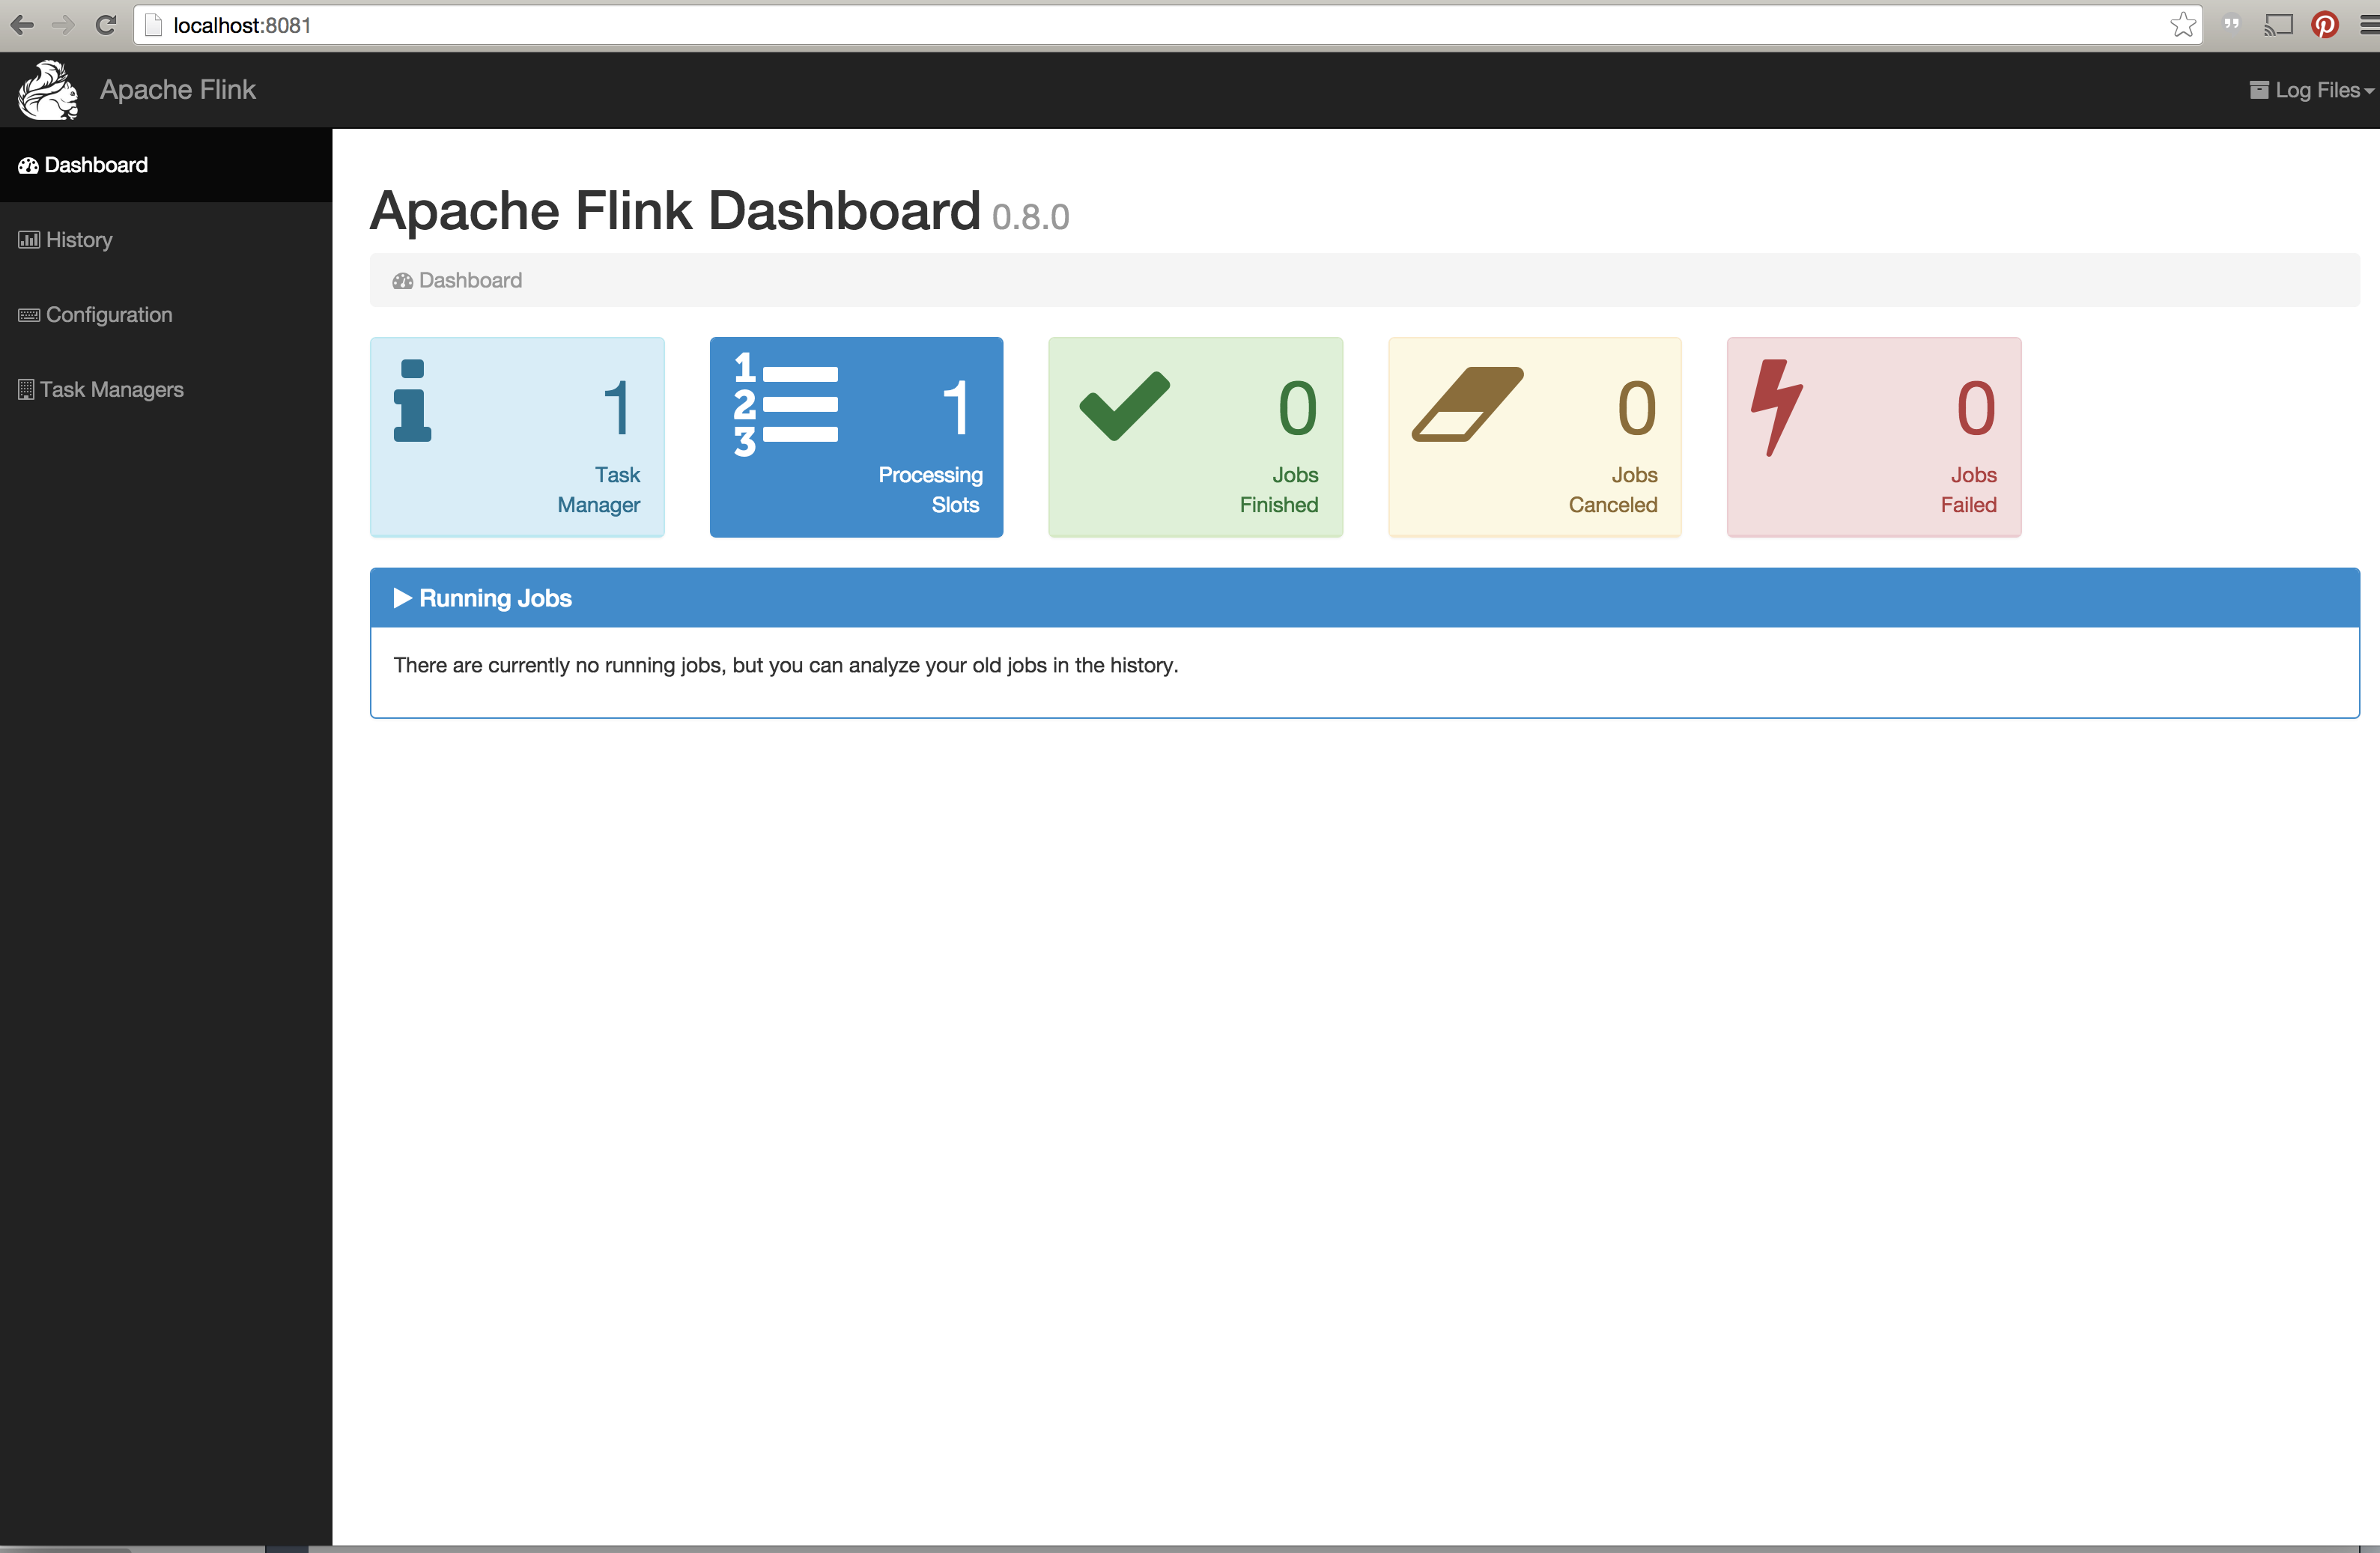 localhost:8081
Apache Flink
Log Files
Dashboard
History
Configuration
Task Managers
Apache Flink Dashboard 0.8.0
Dashboard
1
Task
Manager
1
2
3
1
Processing
Slots
0
Jobs
Finished
0
Jobs
Canceled
0
Jobs
Failed
Running Jobs
There are currently no running jobs, but you can analyze your old jobs in the history.